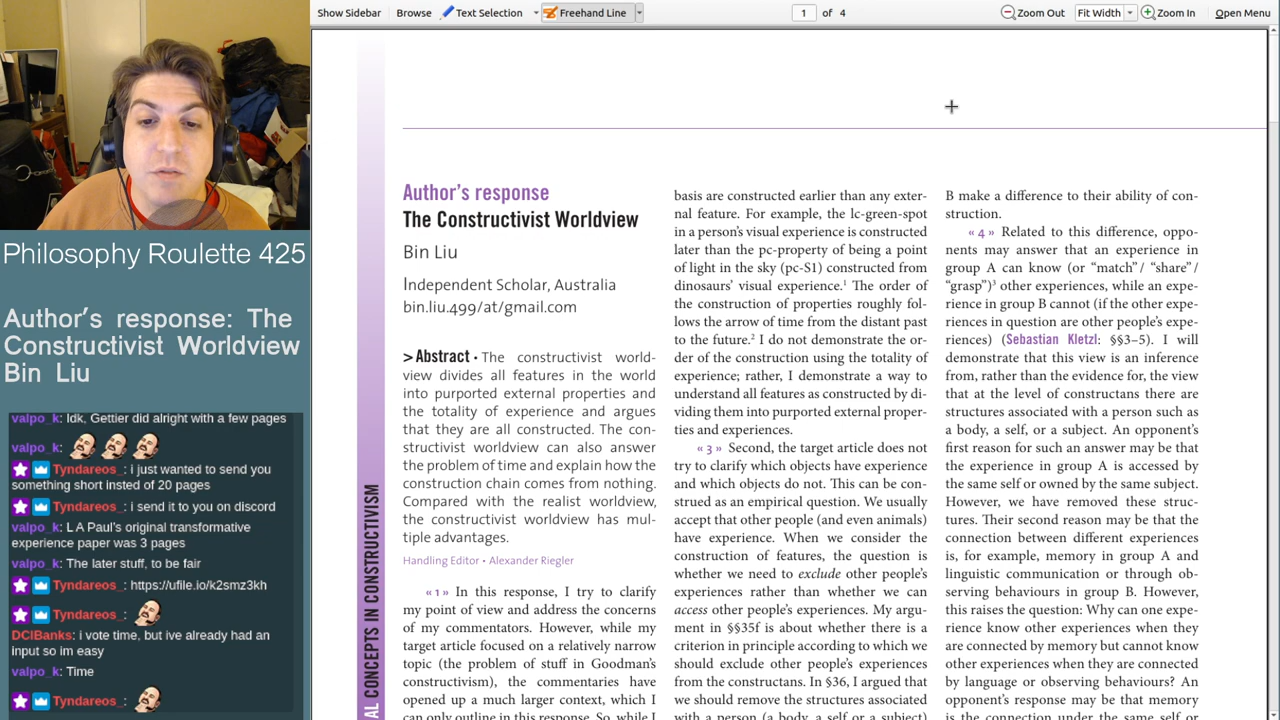 Show Sidebar Browse Text Selection Freehand Line 1 of 4 Zoom Out Fit Width Zoom In Open Menu
Philosophy Roulette 425
Author's response: The
Constructivist Worldview
Bin Liu
valpo_k: Idk, Gettier did alright with a few pages
valpo_k:
Tyndareos_: i just wanted to send you
something short insted of 20 pages
Tyndareos_: i send it to you on discord
valpo_k: L A Paul's original transformative
experience paper was 3 pages
valpo_k: The later stuff, to be fair
Tyndareos_: https://ufile.io/k2smz3kh
Tyndareos_:
DCIBanks: i vote time, but ive already had an
input so im easy
valpo_k: Time
Tyndareos_:
AL CONCEPTS IN CONSTRUCTIVISM
Author's response
The Constructivist Worldview
Bin Liu
Independent Scholar, Australia
bin.liu.499/at/gmail.com
> Abstract • The constructivist world-
view divides all features in the world
into purported external properties and
the totality of experience and argues
that they are all constructed. The con-
structivist worldview can also answer
the problem of time and explain how the
construction chain comes from nothing.
Compared with the realist worldview,
the constructivist worldview has mul-
tiple advantages.
Handling Editor • Alexander Riegler
« 1 » In this response, I try to clarify
my point of view and address the concerns
of my commentators. However, while my
target article focused on a relatively narrow
topic (the problem of stuff in Goodman's
constructivism), the commentaries have
opened up a much larger context, which I
can only outline in this response. So, while I
basis are constructed earlier than any exter-
nal feature. For example, the lc-green-spot
in a person's visual experience is constructed
later than the pc-property of being a point
of light in the sky (pc-S1) constructed from
dinosaurs' visual experience.1 The order of
the construction of properties roughly fol-
lows the arrow of time from the distant past
to the future.2 I do not demonstrate the or-
der of the construction using the totality of
experience; rather, I demonstrate a way to
understand all features as constructed by di-
viding them into purported external proper-
ties and experiences.
« 3 » Second, the target article does not
try to clarify which objects have experience
and which objects do not. This can be con-
strued as an empirical question. We usually
accept that other people (and even animals)
have experience. When we consider the
construction of features, the question is
whether we need to exclude other people's
experiences rather than whether we can
access other people's experiences. My argu-
ment in §§35f is about whether there is a
criterion in principle according to which we
should exclude other people's experiences
from the constructans. In §36, I argued that
we should remove the structures associated
with a person (a body, a self or a subject)
B make a difference to their ability of con-
struction.
« 4 » Related to this difference, oppo-
nents may answer that an experience in
group A can know (or “match” / “share” /
“grasp”)3 other experiences, while an expe-
rience in group B cannot (if the other expe-
riences in question are other people's expe-
riences) (Sebastian Kletzl: §§3–5). I will
demonstrate that this view is an inference
from, rather than the evidence for, the view
that at the level of constructans there are
structures associated with a person such as
a body, a self, or a subject. An opponent's
first reason for such an answer may be that
the experience in group A is accessed by
the same self or owned by the same subject.
However, we have removed these struc-
tures. Their second reason may be that the
connection between different experiences
is, for example, memory in group A and
linguistic communication or through ob-
serving behaviours in group B. However,
this raises the question: Why can one expe-
rience know other experiences when they
are connected by memory but cannot know
other experiences when they are connected
by language or observing behaviours? An
opponent's response may be that memory
is the connection under the same self or